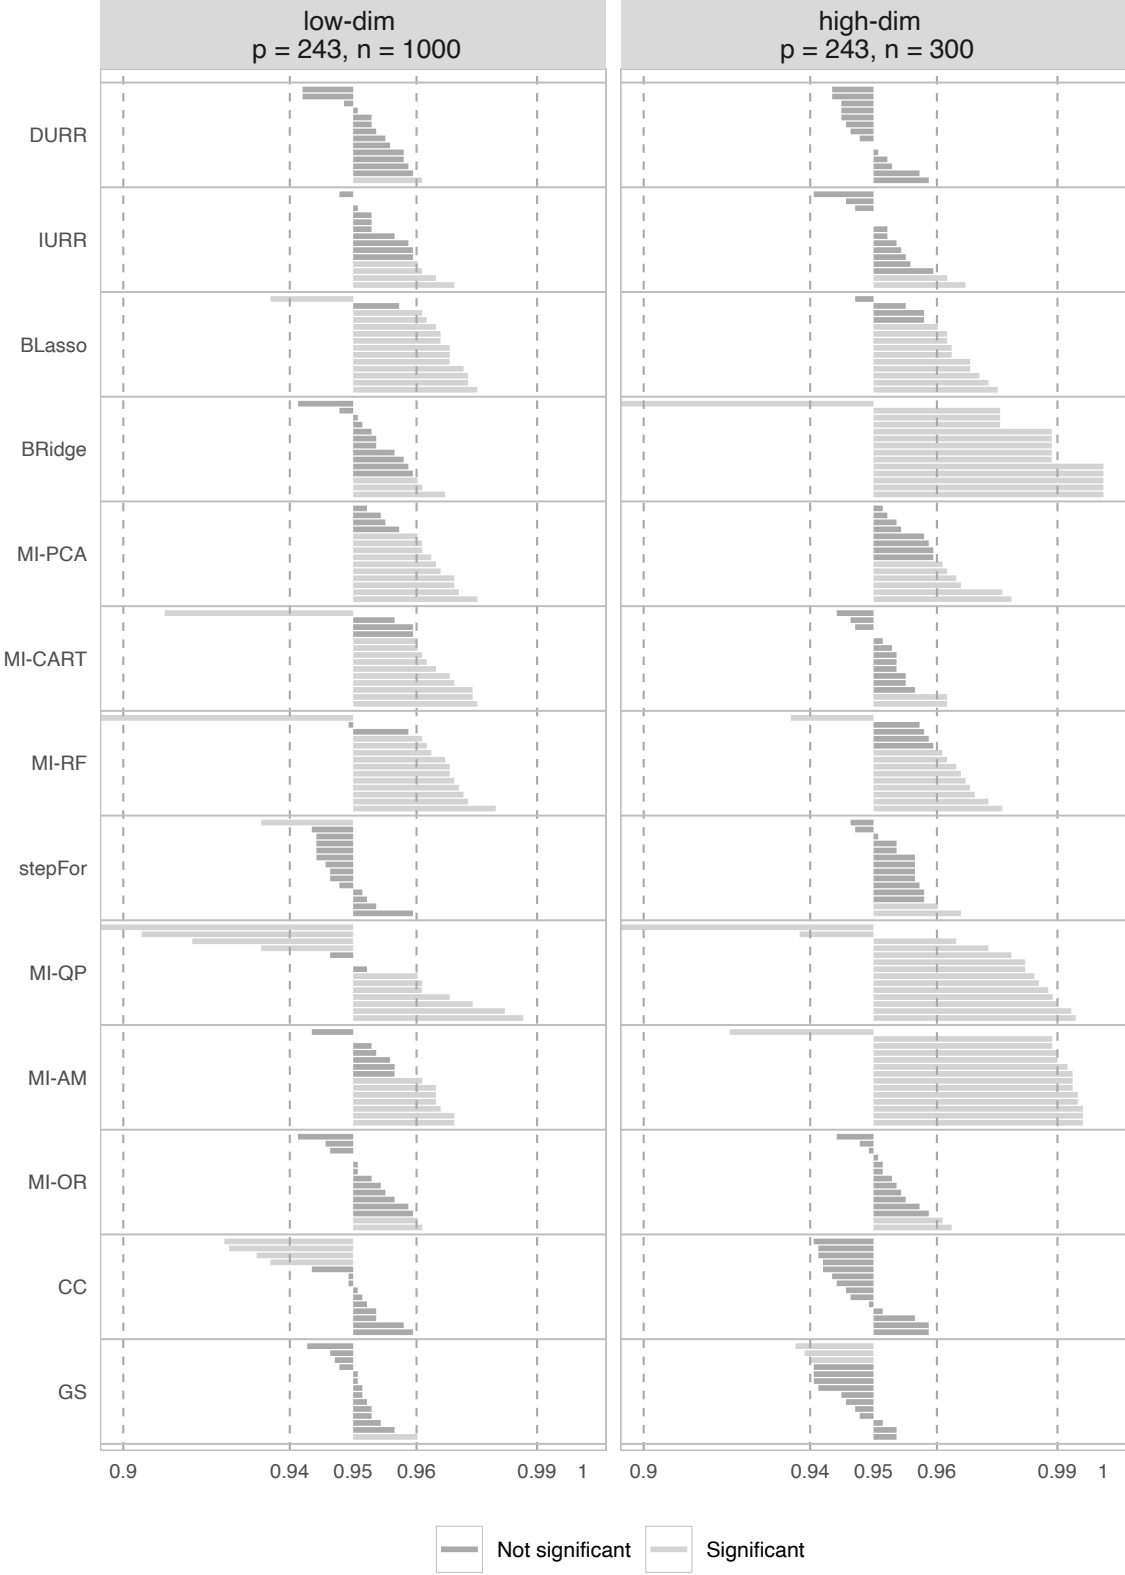 low-dim
p = 243, n = 1000
high-dim
p = 243, n = 300
DURR
IURR
BLasso
BRidge
MI-PCA
MI-CART
MI-RF
stepFor
MI-QP
MI-AM
MI-OR
CC
GS
0.9 0.94 0.95 0.96 0.99 1
0.9 0.94 0.95 0.96 0.99 1
Not significant Significant